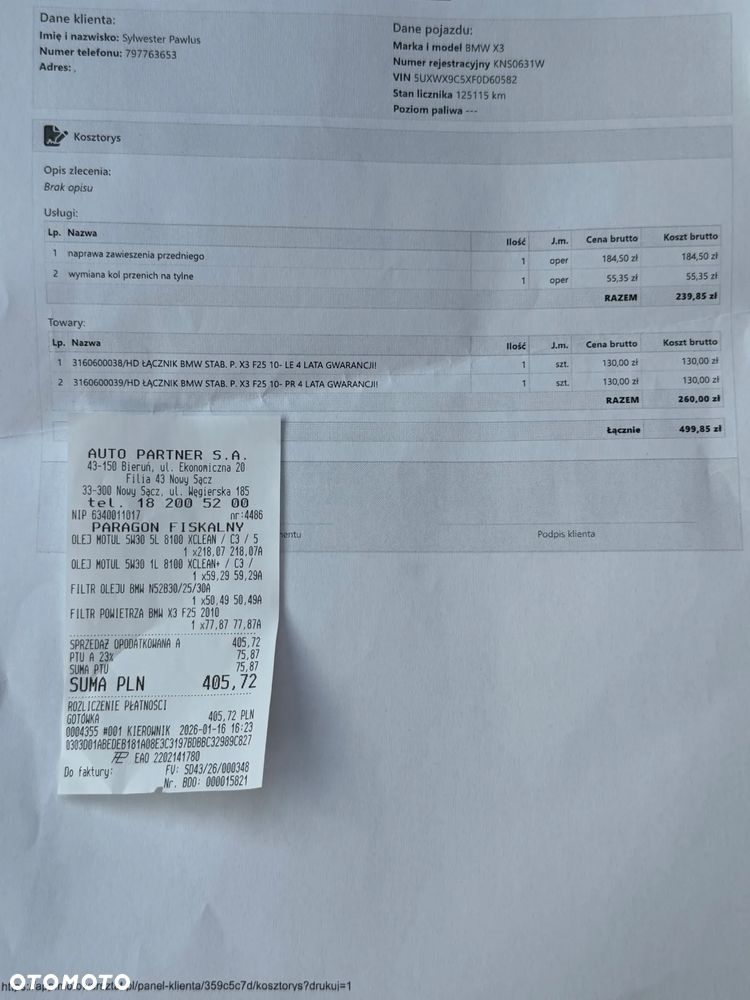 Dane klienta:
Imię i nazwisko: Sylwester Pawlus
Numer telefonu: 797763653
Adres: ,
Dane pojazdu:
Marka i model BMW X3
Numer rejestracyjny KNS0631W
VIN 5UXWX9C5XF0D60582
Stan licznika 125115 km
Poziom paliwa ---
Kosztorys
Opis zlecenia:
Brak opisu
Usługi:
Lp. Nazwa Ilość J.m. Cena brutto Koszt brutto
1 naprawa zawieszenia przedniego 1 oper 184,50 zł 184,50 zł
2 wymiana kol przenich na tylne 1 oper 55,35 zł 55,35 zł
RAZEM 239,85 zł
Towary:
Lp. Nazwa Ilość J.m. Cena brutto Koszt brutto
1 3160600038/HD ŁĄCZNIK BMW STAB. P. X3 F25 10- LE 4 LATA GWARANCJI! 1 szt. 130,00 zł 130,00 zł
2 3160600039/HD ŁĄCZNIK BMW STAB. P. X3 F25 10- PR 4 LATA GWARANCJI! 1 szt. 130,00 zł 130,00 zł
RAZEM 260,00 zł
Łącznie 499,85 zł
Podpis klienta
AUTO PARTNER S.A.
43-150 Bieruń, ul. Ekonomiczna 20
Filia 43 Nowy Sącz
33-300 Nowy Sącz, ul. Węgierska 185
tel. 18 200 52 00
NIP 6340011017 nr:4486
PARAGON FISKALNY
OLEJ MOTUL 5W30 5L 8100 XCLEAN / C3 / 5
1 x218,07 218,07A
OLEJ MOTUL 5W30 1L 8100 XCLEAN+ / C3 /
1 x59,29 59,29A
FILTR OLEJU BMW N52B30/25/30A
1 x50,49 50,49A
FILTR POWIETRZA BMW X3 F25 2010
1 x77,87 77,87A
SPRZEDAŻ OPODATKOWANA A 405,72
PTU A 23% 75,87
SUMA PTU 75,87
SUMA PLN 405,72
ROZLICZENIE PŁATNOŚCI
GOTÓWKA 405,72 PLN
0004355 #001 KIEROWNIK 2026-01-16 16:23
0303D01ABEDEB181A08E3C3197BDBBC32989C827
EAO 2202141780
Do faktury: FV: SD43/26/000348
Nr. BDO: 000015821
OTOMOTO
/panel-klienta/359c5c7d/kosztorys?drukuj=1